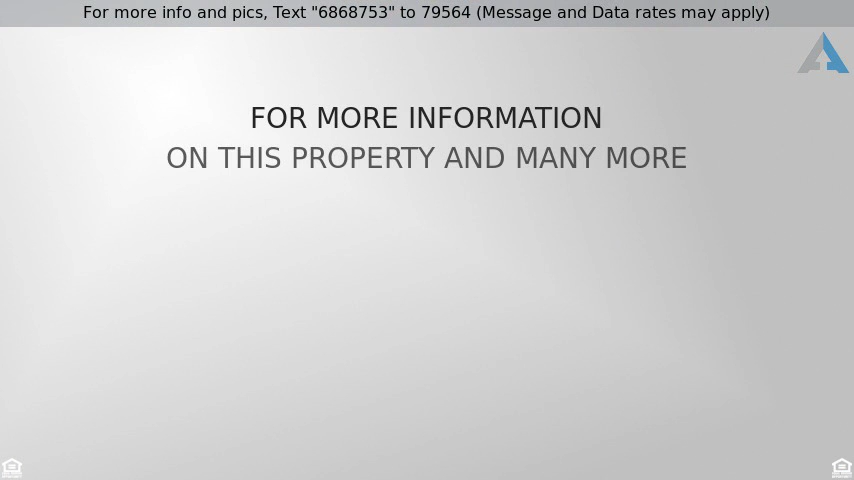 For more info and pics, Text "6868753" to 79564 (Message and Data rates may apply)
FOR MORE INFORMATION
ON THIS PROPERTY AND MANY MORE